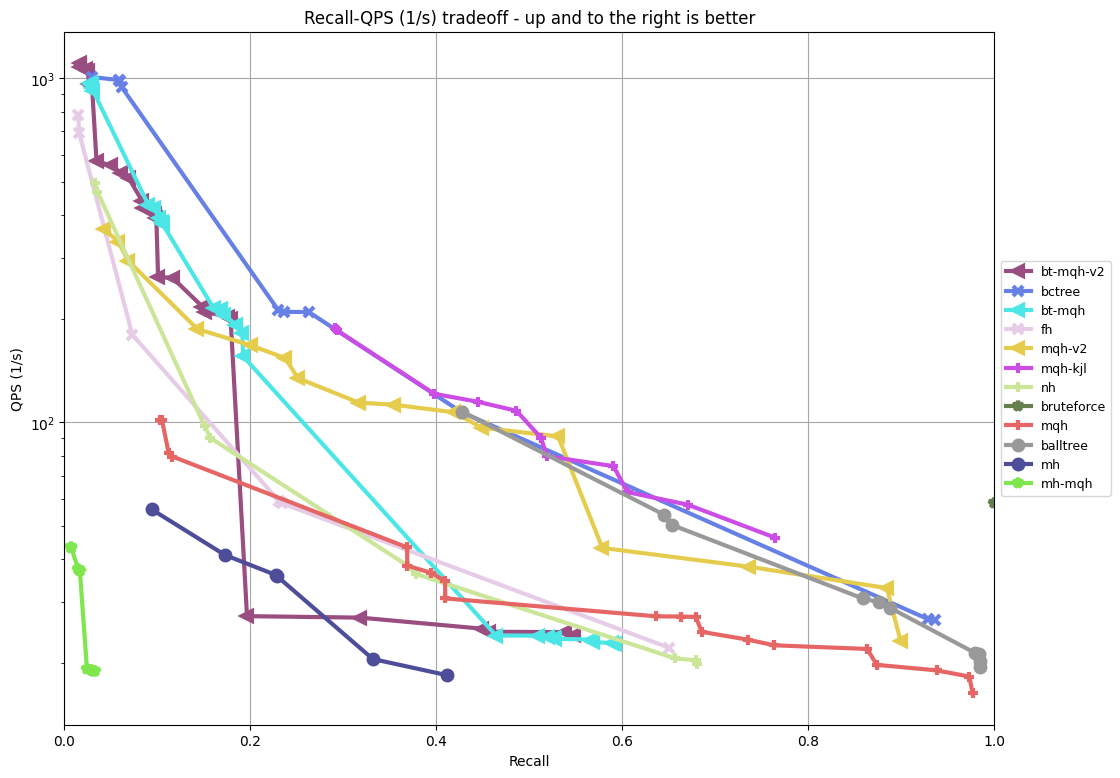 Recall-QPS (1/s) tradeoff - up and to the right is better
10³
10²
QPS (1/s)
0.0 0.2 0.4 0.6 0.8 1.0
Recall
bt-mqh-v2
bctree
bt-mqh
fh
mqh-v2
mqh-kjl
nh
bruteforce
mqh
balltree
mh
mh-mqh